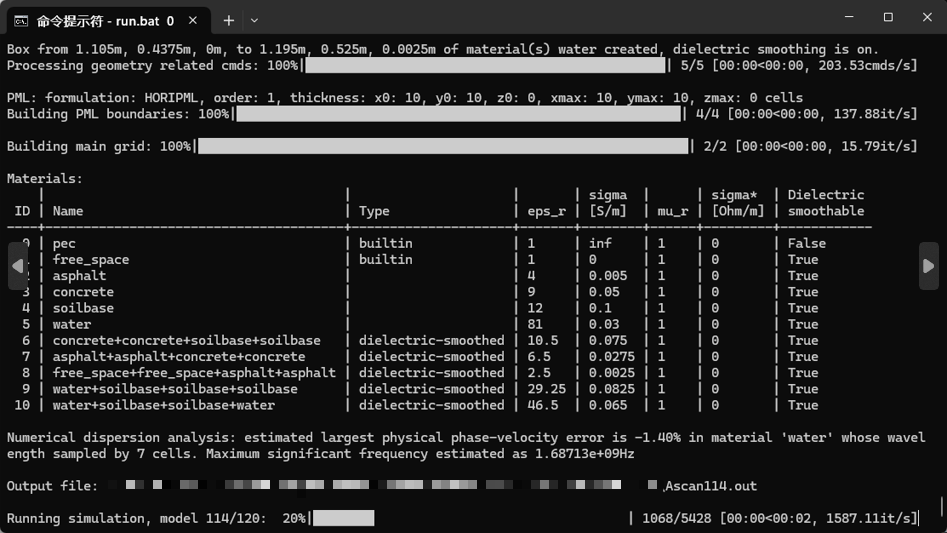 命令提示符 - run.bat 0
Box from 1.105m, 0.4375m, 0m, to 1.195m, 0.525m, 0.0025m of material(s) water created, dielectric smoothing is on.
Processing geometry related cmds: 100%| | 5/5 [00:00<00:00, 203.53cmds/s]
PML: formulation: HORIPML, order: 1, thickness: x0: 10, y0: 10, z0: 0, xmax: 10, ymax: 10, zmax: 0 cells
Building PML boundaries: 100%| | 4/4 [00:00<00:00, 137.88it/s]
Building main grid: 100%| | 2/2 [00:00<00:00, 15.79it/s]
Materials:
| | | | sigma | | sigma* | Dielectric
ID | Name | Type | eps_r | [S/m] | mu_r | [Ohm/m] | smoothable
0 | pec | builtin | 1 | inf | 1 | 0 | False
| free_space | builtin | 1 | 0 | 1 | 0 | True
| asphalt | | 4 | 0.005 | 1 | 0 | True
3 | concrete | | 9 | 0.05 | 1 | 0 | True
4 | soilbase | | 12 | 0.1 | 1 | 0 | True
5 | water | | 81 | 0.03 | 1 | 0 | True
6 | concrete+concrete+soilbase+soilbase | dielectric-smoothed | 10.5 | 0.075 | 1 | 0 | True
7 | asphalt+asphalt+concrete+concrete | dielectric-smoothed | 6.5 | 0.0275 | 1 | 0 | True
8 | free_space+free_space+asphalt+asphalt | dielectric-smoothed | 2.5 | 0.0025 | 1 | 0 | True
9 | water+soilbase+soilbase+soilbase | dielectric-smoothed | 29.25 | 0.0825 | 1 | 0 | True
10 | water+soilbase+soilbase+water | dielectric-smoothed | 46.5 | 0.065 | 1 | 0 | True
Numerical dispersion analysis: estimated largest physical phase-velocity error is -1.40% in material 'water' whose wavel
ength sampled by 7 cells. Maximum significant frequency estimated as 1.68713e+09Hz
Output file: Ascan114.out
Running simulation, model 114/120: 20%| | 1068/5428 [00:00<00:02, 1587.11it/s]